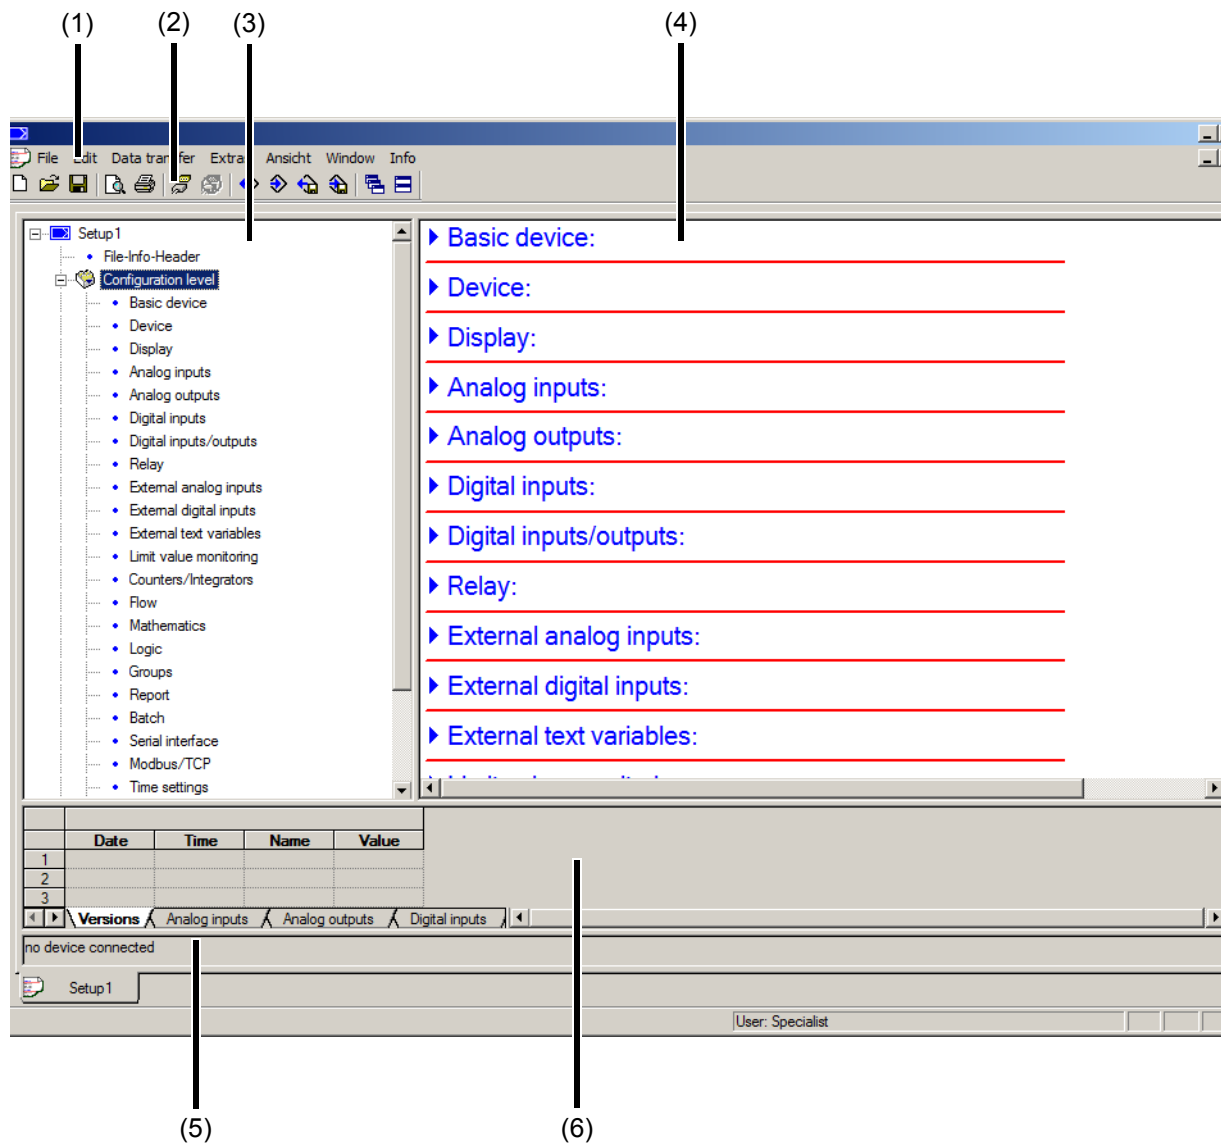 (1) (2) (3) (4)
File Edit Data transfer Extra Ansicht Window Info
Setup1
File-Info-Header
Configuration level
Basic device
Device
Display
Analog inputs
Analog outputs
Digital inputs
Digital inputs/outputs
Relay
External analog inputs
External digital inputs
External text variables
Limit value monitoring
Counters/Integrators
Flow
Mathematics
Logic
Groups
Report
Batch
Serial interface
Modbus/TCP
Time settings
Basic device:
Device:
Display:
Analog inputs:
Analog outputs:
Digital inputs:
Digital inputs/outputs:
Relay:
External analog inputs:
External digital inputs:
External text variables:
Date Time Name Value
1
2
3
Versions Analog inputs Analog outputs Digital inputs
no device connected
Setup1
User: Specialist
(5) (6)